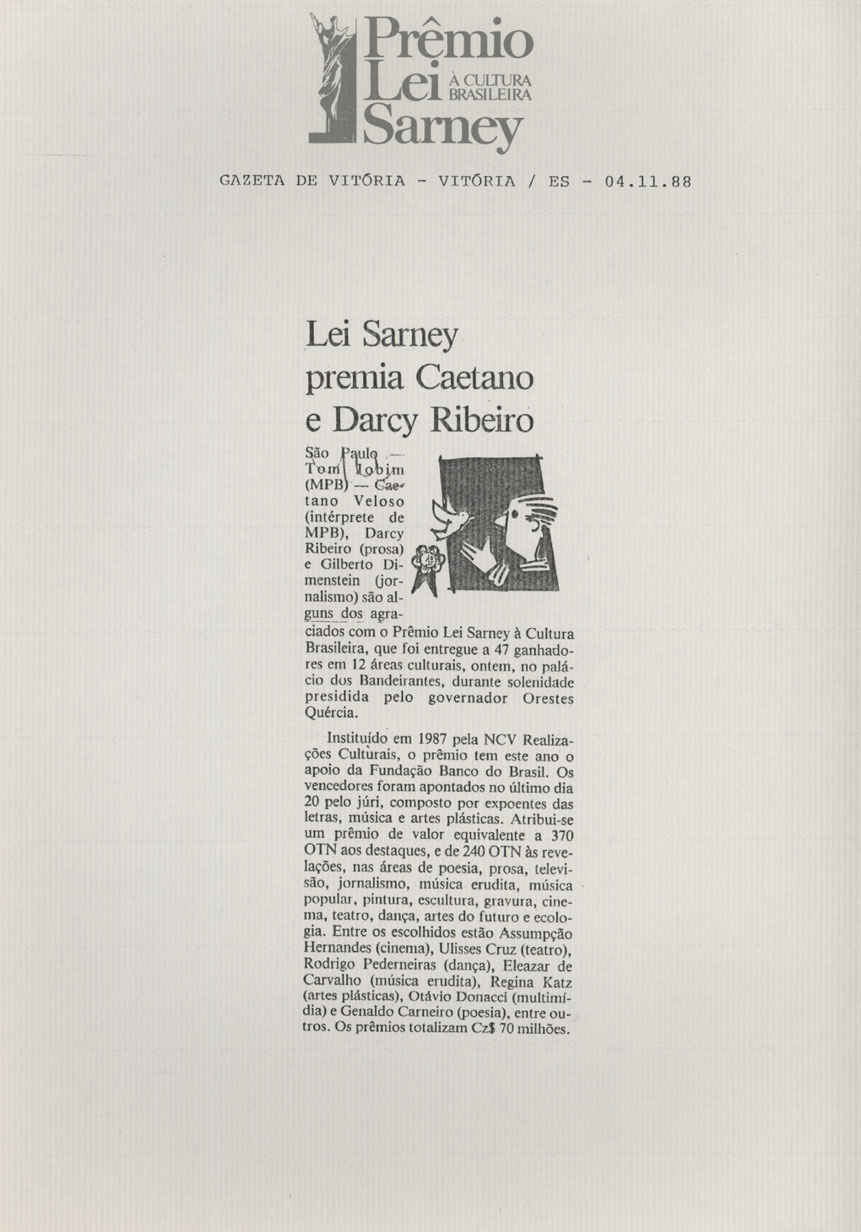 Prêmio
Lei À CULTURA
BRASILEIRA
Sarney
GAZETA DE VITÓRIA - VITÓRIA / ES - 04.11.88
Lei Sarney
premia Caetano
e Darcy Ribeiro
São Paulo —
Tom Jobim
(MPB) — Cae-
tano Veloso
(intérprete de
MPB), Darcy
Ribeiro (prosa)
e Gilberto Di-
menstein (jor-
nalismo) são al-
guns dos agra-
ciados com o Prêmio Lei Sarney à Cultura
Brasileira, que foi entregue a 47 ganhado-
res em 12 áreas culturais, ontem, no palá-
cio dos Bandeirantes, durante solenidade
presidida pelo governador Orestes
Quércia.
Instituído em 1987 pela NCV Realiza-
ções Culturais, o prêmio tem este ano o
apoio da Fundação Banco do Brasil. Os
vencedores foram apontados no último dia
20 pelo júri, composto por expoentes das
letras, música e artes plásticas. Atribui-se
um prêmio de valor equivalente a 370
OTN aos destaques, e de 240 OTN às reve-
lações, nas áreas de poesia, prosa, televi-
são, jornalismo, música erudita, música
popular, pintura, escultura, gravura, cine-
ma, teatro, dança, artes do futuro e ecolo-
gia. Entre os escolhidos estão Assumpção
Hernandes (cinema), Ulisses Cruz (teatro),
Rodrigo Pederneiras (dança), Eleazar de
Carvalho (música erudita), Regina Katz
(artes plásticas), Otávio Donacci (multimí-
dia) e Genaldo Carneiro (poesia), entre ou-
tros. Os prêmios totalizam Cz$ 70 milhões.